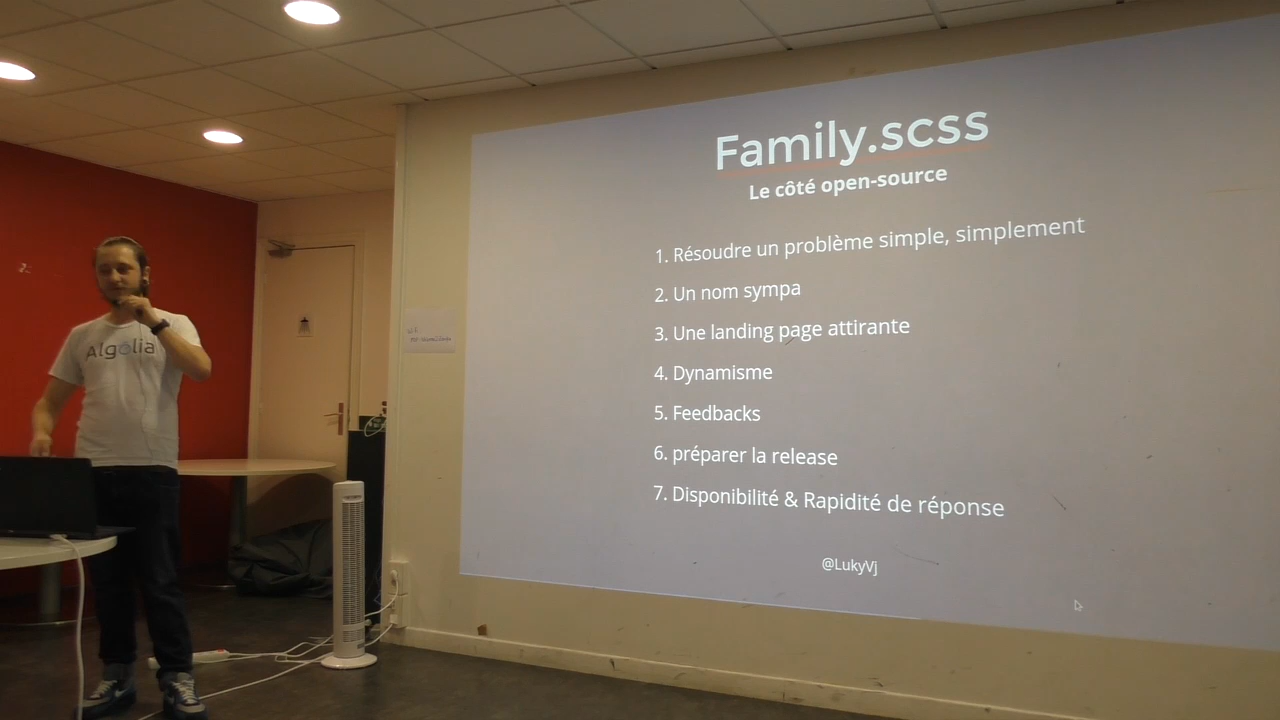 Family.scss
Le côté open-source
1. Résoudre un problème simple, simplement
2. Un nom sympa
3. Une landing page attirante
4. Dynamisme
5. Feedbacks
6. préparer la release
7. Disponibilité & Rapidité de réponse
@LukyVj
Algolia